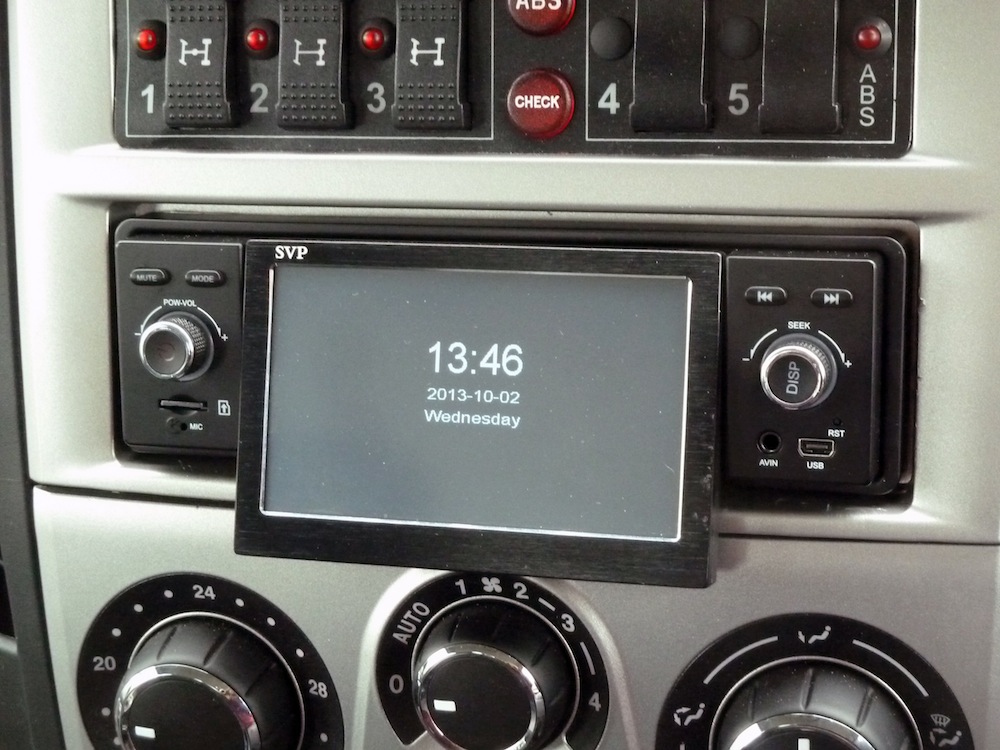 ABS
1
2
3
CHECK
4
5
ABS
SVP
MUTE
MODE
POW-VOL
- +
MIC
13:46
2013-10-02
Wednesday
SEEK
- +
DISP
RST
AVIN
USB
20
24
28
AUTO
0
1
2
3
4